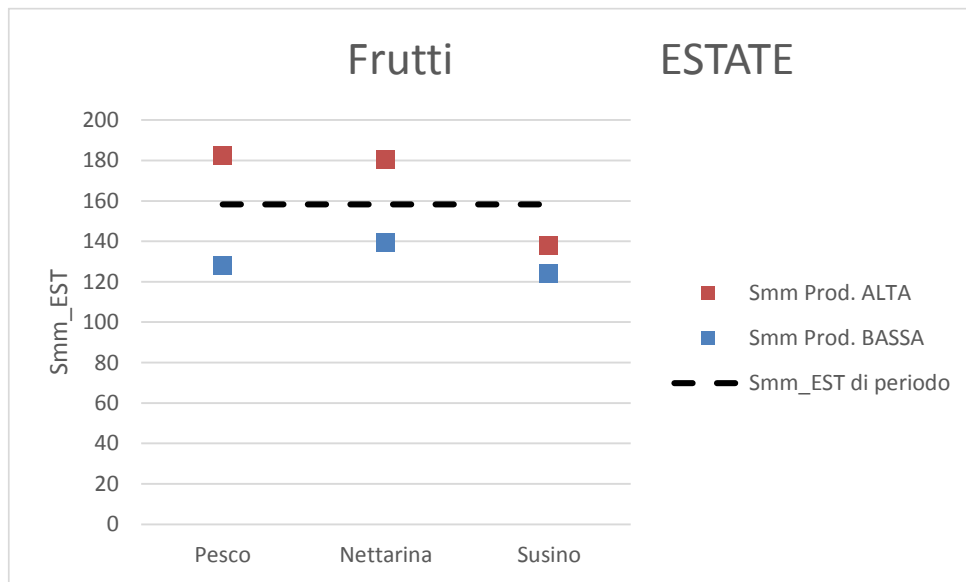 Frutti ESTATE
Smm_EST
200
180
160
140
120
100
80
60
40
20
0
Pesco Nettarina Susino
Smm Prod. ALTA
Smm Prod. BASSA
Smm_EST di periodo